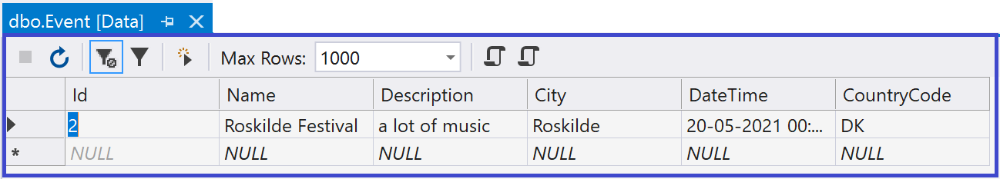 dbo.Event [Data]
Max Rows: 1000
Id Name Description City DateTime CountryCode
2 Roskilde Festival a lot of music Roskilde 20-05-2021 00:... DK
* NULL NULL NULL NULL NULL NULL